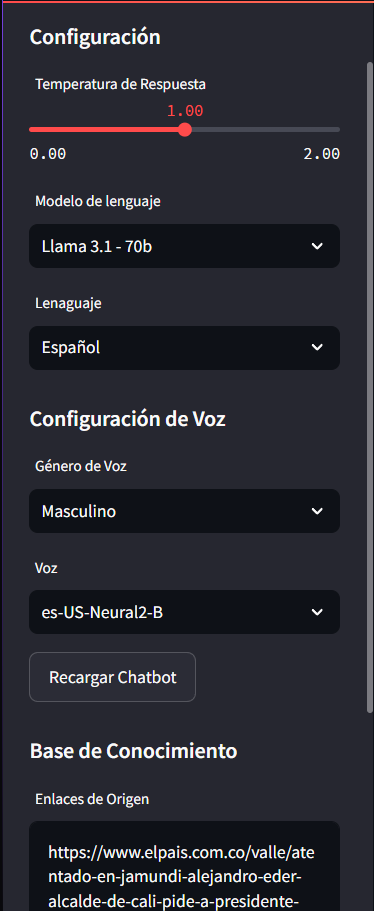 Configuración
Temperatura de Respuesta
1.00
0.00 2.00
Modelo de lenguaje
Llama 3.1 - 70b
Lenaguaje
Español
Configuración de Voz
Género de Voz
Masculino
Voz
es-US-Neural2-B
Recargar Chatbot
Base de Conocimiento
Enlaces de Origen
https://www.elpais.com.co/valle/ate
ntado-en-jamundi-alejandro-eder-
alcalde-de-cali-pide-a-presidente-